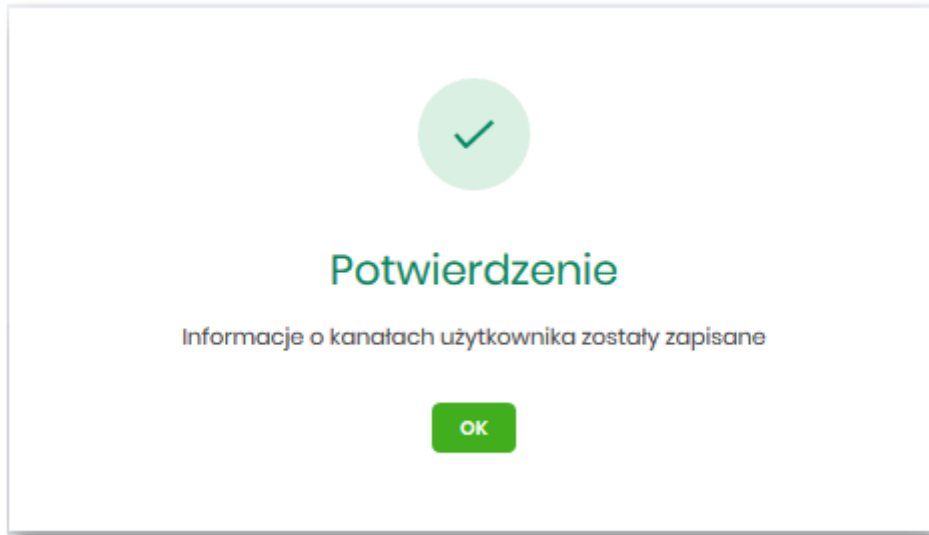 Potwierdzenie
Informacje o kanałach użytkownika zostały zapisane
OK